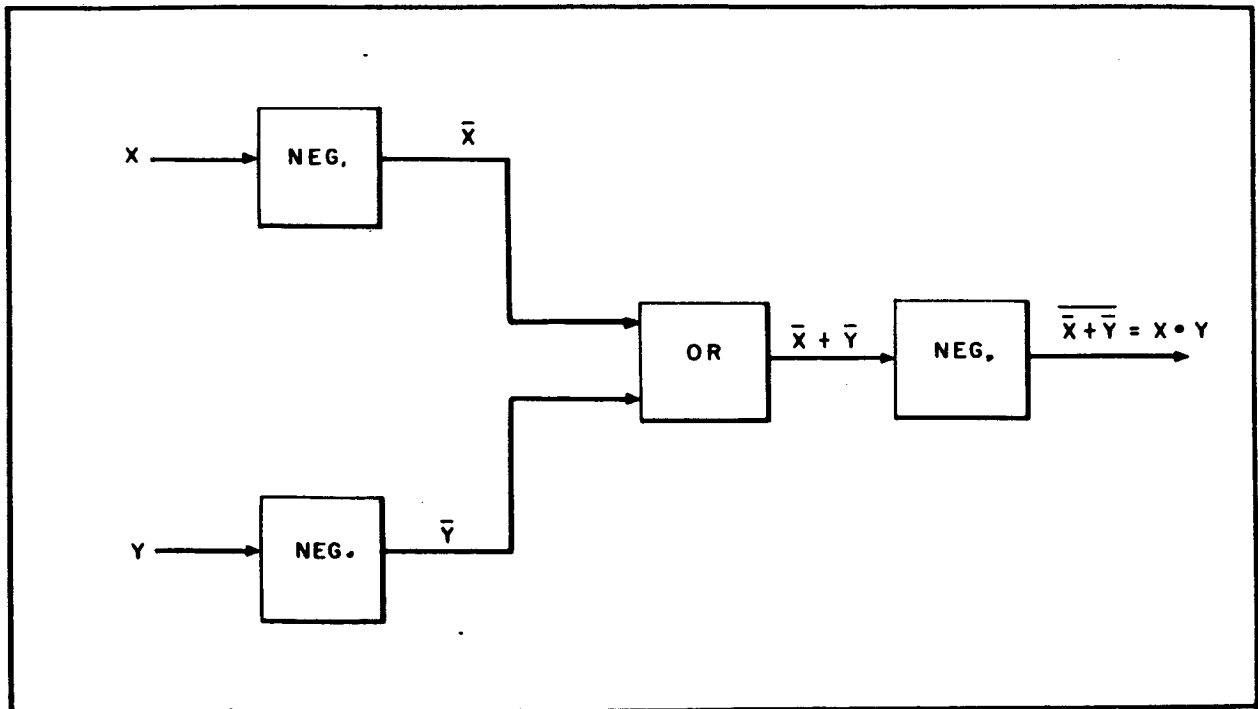 X
NEG.
X̄
OR
X̄ + Ȳ
NEG.
X̅̅ ̅+̅ ̅Y̅̅ = X • Y
Y
NEG.
Ȳ